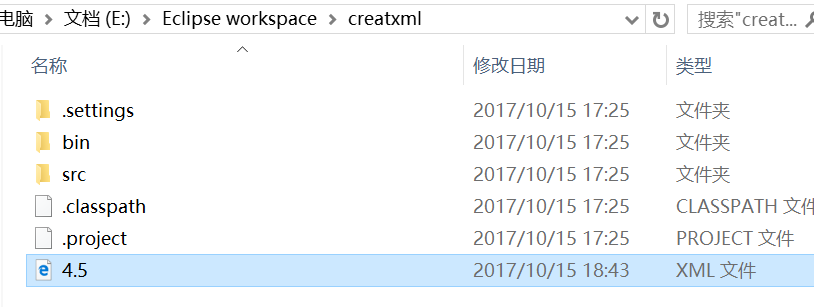 电脑 文档 (E:) Eclipse workspace creatxml 搜索"creat...
名称 修改日期 类型
.settings 2017/10/15 17:25 文件夹
bin 2017/10/15 17:25 文件夹
src 2017/10/15 17:25 文件夹
.classpath 2017/10/15 17:25 CLASSPATH 文件
.project 2017/10/15 17:25 PROJECT 文件
4.5 2017/10/15 18:43 XML 文件